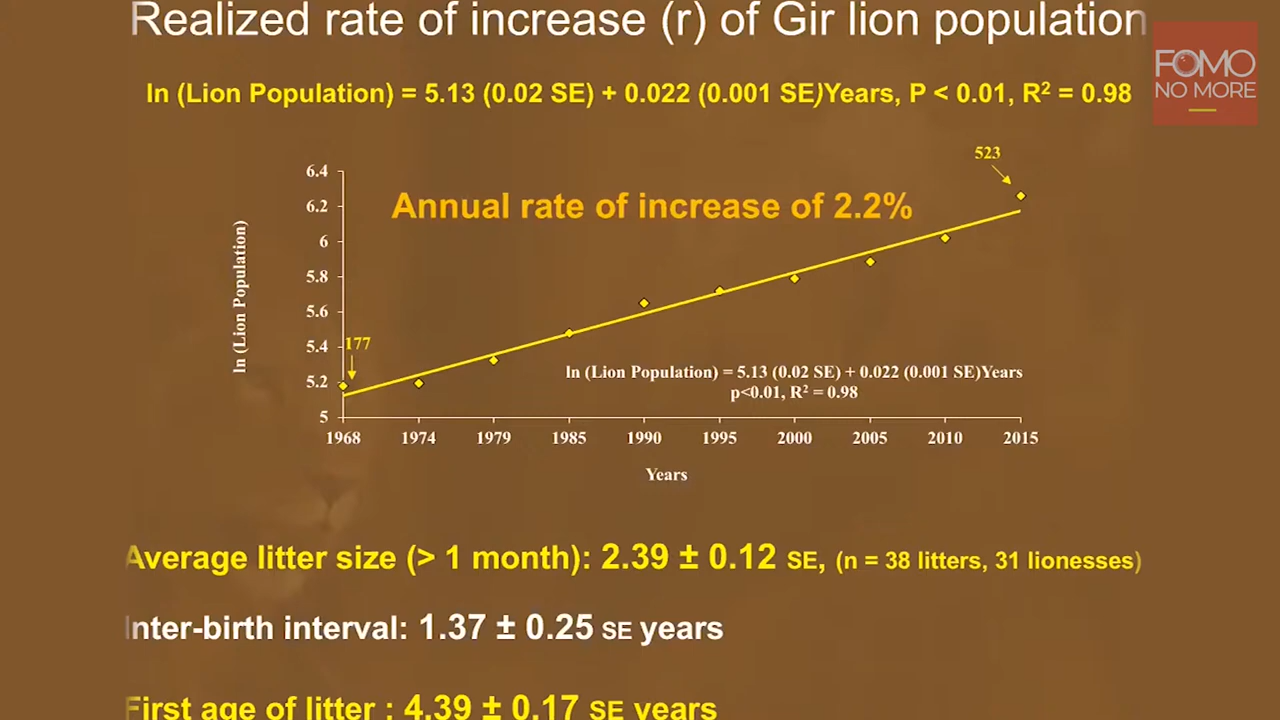 Realized rate of increase (r) of Gir lion population
FOMO
NO MORE
ln (Lion Population) = 5.13 (0.02 SE) + 0.022 (0.001 SE)Years, P < 0.01, R² = 0.98
523
6.4
Annual rate of increase of 2.2%
6.2
6
5.8
5.6
5.4
5.2
5
ln (Lion Population)
177
ln (Lion Population) = 5.13 (0.02 SE) + 0.022 (0.001 SE)Years
p<0.01, R² = 0.98
1968 1974 1979 1985 1990 1995 2000 2005 2010 2015
Years
Average litter size (> 1 month): 2.39 ± 0.12 SE, (n = 38 litters, 31 lionesses)
Inter-birth interval: 1.37 ± 0.25 SE years
First age of litter : 4.39 ± 0.17 SE years